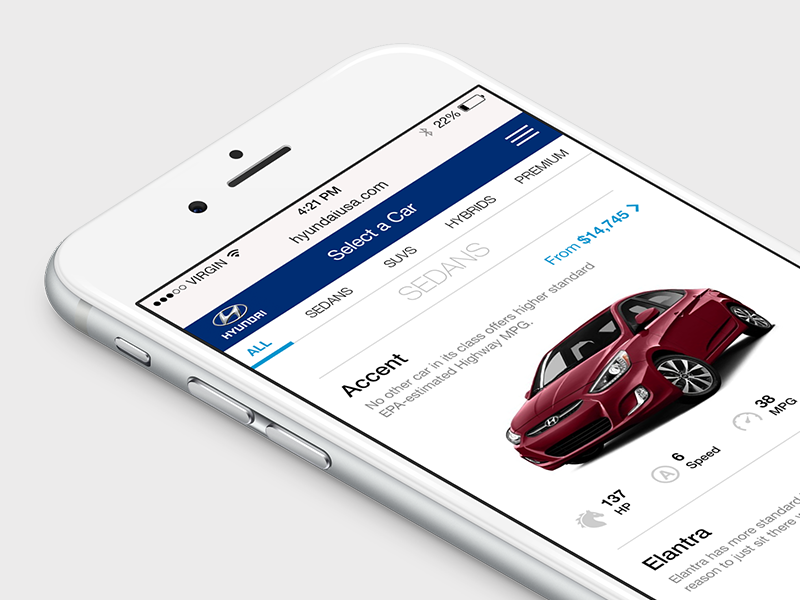 VIRGIN
4:21 PM
22%
hyundaiusa.com
HYUNDAI
Select a Car
ALL
SEDANS
SUVS
HYBRIDS
PREMIUM
SEDANS
Accent
From $14,745
No other car in its class offers higher standard
EPA-estimated Highway MPG.
137
HP
A
6
Speed
38
MPG
Elantra
Elantra has more standard
reason to just sit there